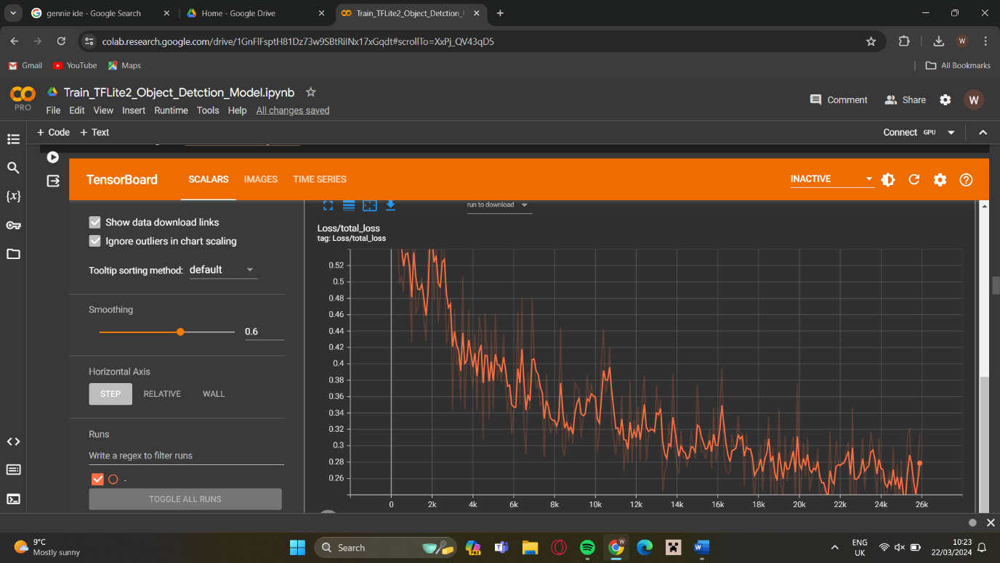 gennie ide - Google Search
Home - Google Drive
Train_TFLite2_Object_Detction_M
colab.research.google.com/drive/1GnFlFsptH81Dz73w9SBtRilNx17xGqdt#scrollTo=XxPj_QV43qD5
W
Gmail
YouTube
Maps
All Bookmarks
PRO
Train_TFLite2_Object_Detction_Model.ipynb
File Edit View Insert Runtime Tools Help All changes saved
Comment
Share
W
+ Code + Text
Connect GPU
{x}
TensorBoard
SCALARS
IMAGES
TIME SERIES
INACTIVE
Show data download links
Ignore outliers in chart scaling
Tooltip sorting method: default
Smoothing
0.6
Horizontal Axis
STEP
RELATIVE
WALL
Runs
Write a regex to filter runs
.
TOGGLE ALL RUNS
run to download
Loss/total_loss
tag: Loss/total_loss
0.52
0.5
0.48
0.46
0.44
0.42
0.4
0.38
0.36
0.34
0.32
0.3
0.28
0.26
0 2k 4k 6k 8k 10k 12k 14k 16k 18k 20k 22k 24k 26k
9°C
Mostly sunny
Search
PRE
W
ENG
UK
10:23
22/03/2024